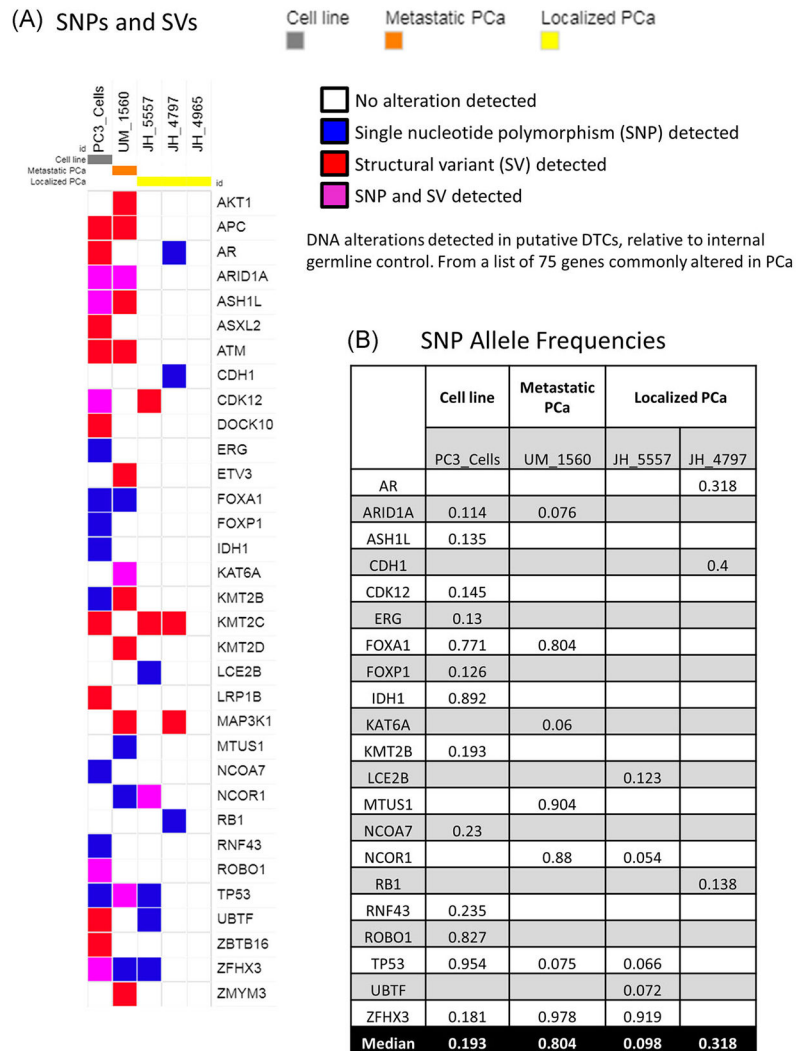 (A) SNPs and SVs
Cell line Metastatic PCa Localized PCa
PC3_Cells UM_1560 JH_5557 JH_4797 JH_4965
id
Cell line
Metastatic PCa
Localized PCa id
No alteration detected
Single nucleotide polymorphism (SNP) detected
Structural variant (SV) detected
SNP and SV detected
DNA alterations detected in putative DTCs, relative to internal
germline control. From a list of 75 genes commonly altered in PCa
AKT1
APC
AR
ARID1A
ASH1L
ASXL2
ATM
CDH1
CDK12
DOCK10
ERG
ETV3
FOXA1
FOXP1
IDH1
KAT6A
KMT2B
KMT2C
KMT2D
LCE2B
LRP1B
MAP3K1
MTUS1
NCOA7
NCOR1
RB1
RNF43
ROBO1
TP53
UBTF
ZBTB16
ZFHX3
ZMYM3
(B) SNP Allele Frequencies
Cell line Metastatic PCa Localized PCa
PC3_Cells UM_1560 JH_5557 JH_4797
AR 0.318
ARID1A 0.114 0.076
ASH1L 0.135
CDH1 0.4
CDK12 0.145
ERG 0.13
FOXA1 0.771 0.804
FOXP1 0.126
IDH1 0.892
KAT6A 0.06
KMT2B 0.193
LCE2B 0.123
MTUS1 0.904
NCOA7 0.23
NCOR1 0.88 0.054
RB1 0.138
RNF43 0.235
ROBO1 0.827
TP53 0.954 0.075 0.066
UBTF 0.072
ZFHX3 0.181 0.978 0.919
Median 0.193 0.804 0.098 0.318